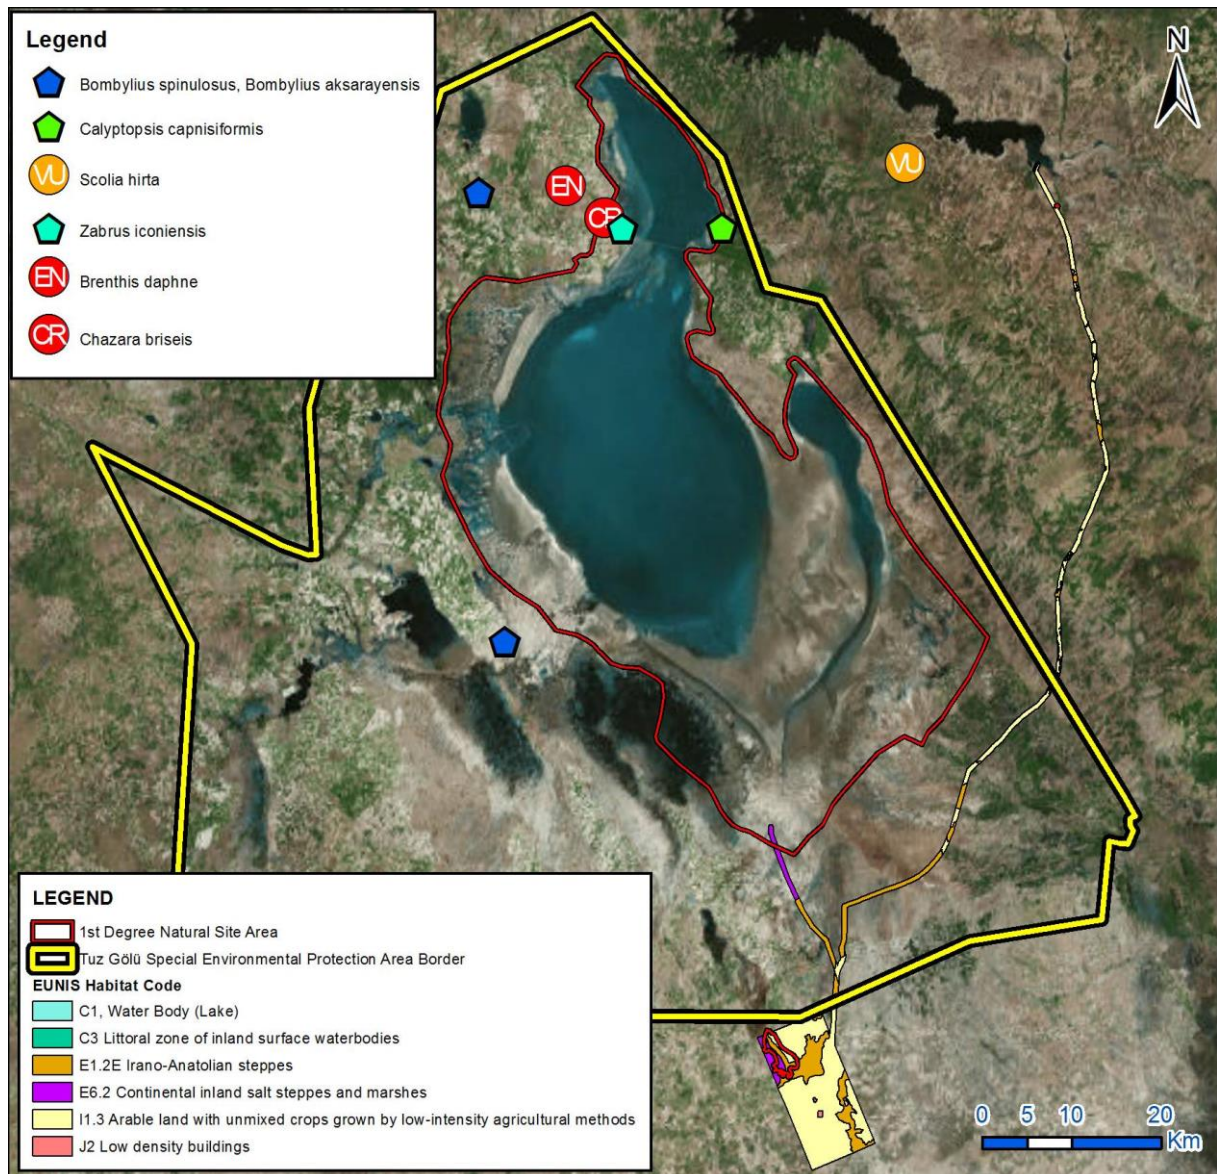 Legend
Bombylius spinulosus, Bombylius aksarayensis
Calyptopsis capnisiformis
VU Scolia hirta
Zabrus iconiensis
EN Brenthis daphne
CR Chazara briseis
N
VU
EN
CR
LEGEND
1st Degree Natural Site Area
Tuz Gölü Special Environmental Protection Area Border
EUNIS Habitat Code
C1, Water Body (Lake)
C3 Littoral zone of inland surface waterbodies
E1.2E Irano-Anatolian steppes
E6.2 Continental inland salt steppes and marshes
I1.3 Arable land with unmixed crops grown by low-intensity agricultural methods
J2 Low density buildings
0 5 10 20
Km